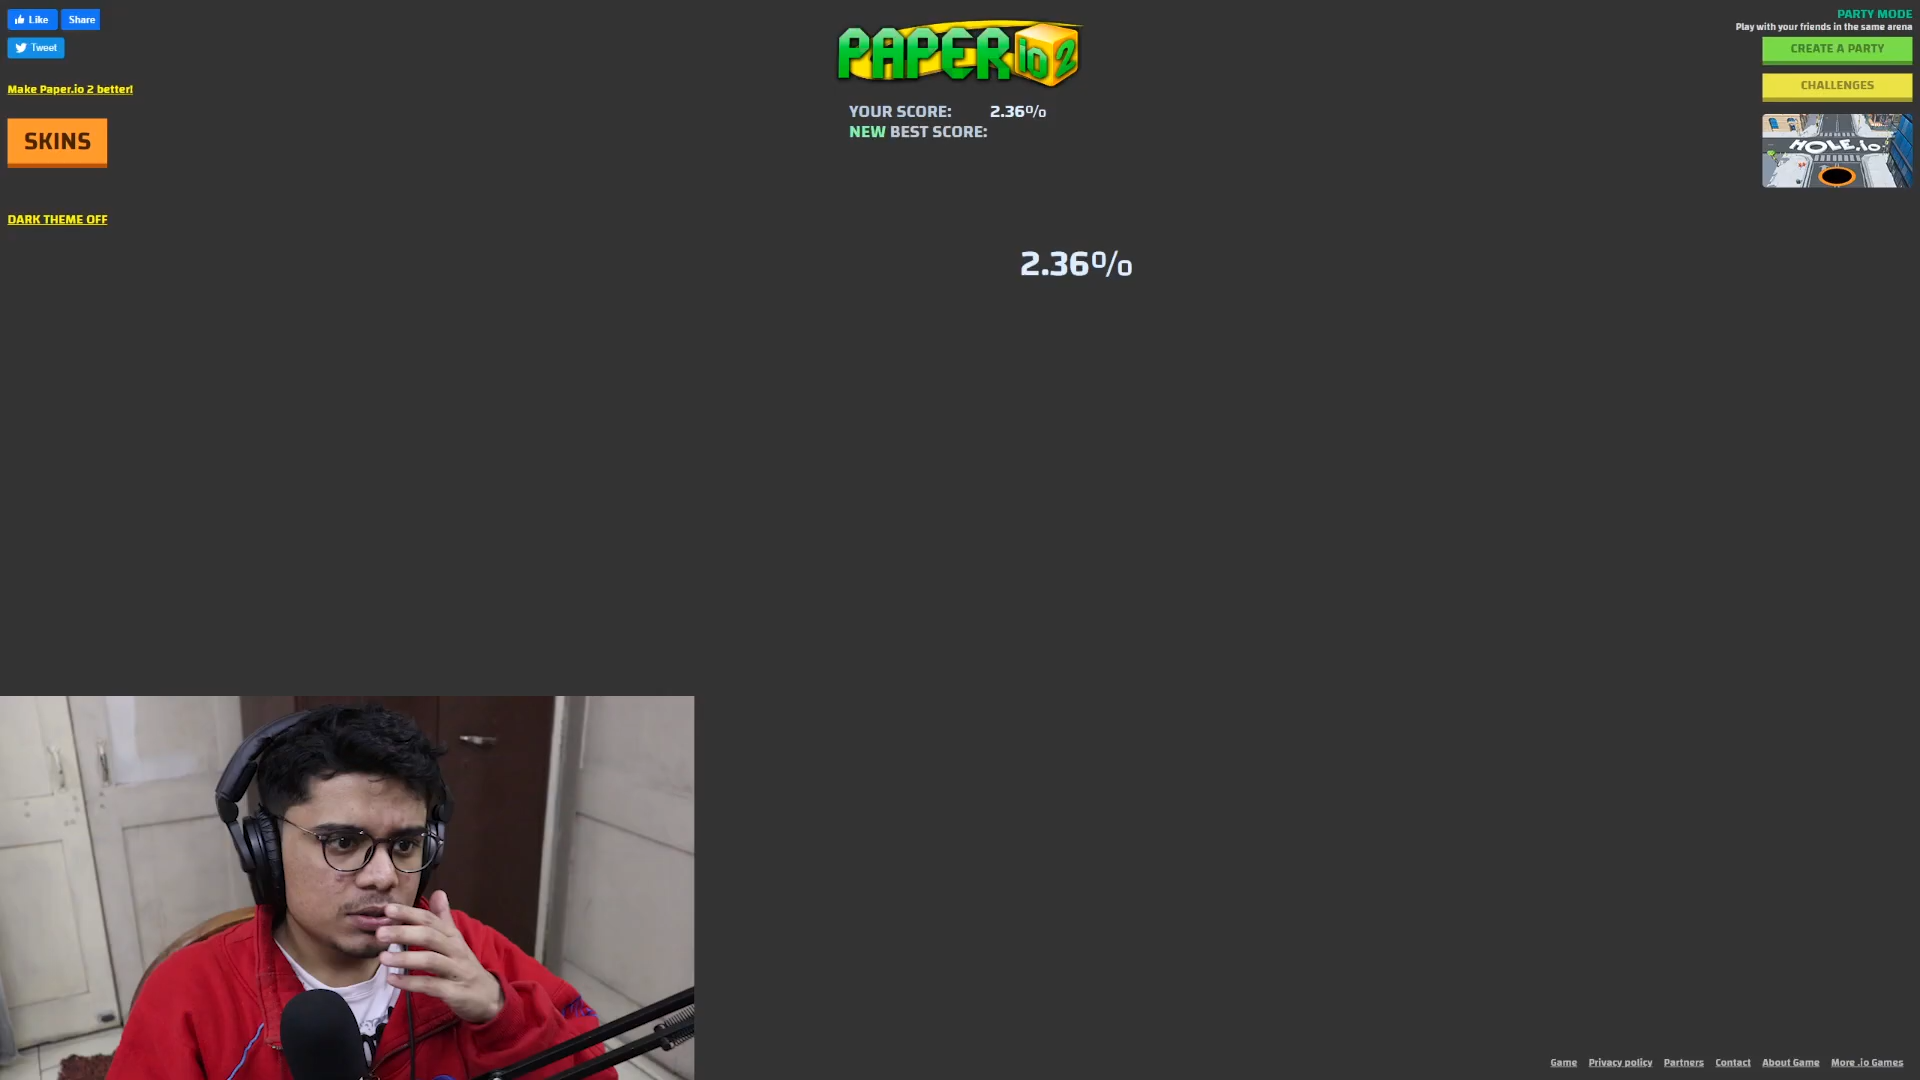 Like Share
Tweet
Make Paper.io 2 better!
SKINS
DARK THEME OFF
PAPER io 2
YOUR SCORE: 2.36%
NEW BEST SCORE:
2.36%
PARTY MODE
Play with your friends in the same arena
CREATE A PARTY
CHALLENGES
HOLE.io
Game Privacy policy Partners Contact About Game More .io Games